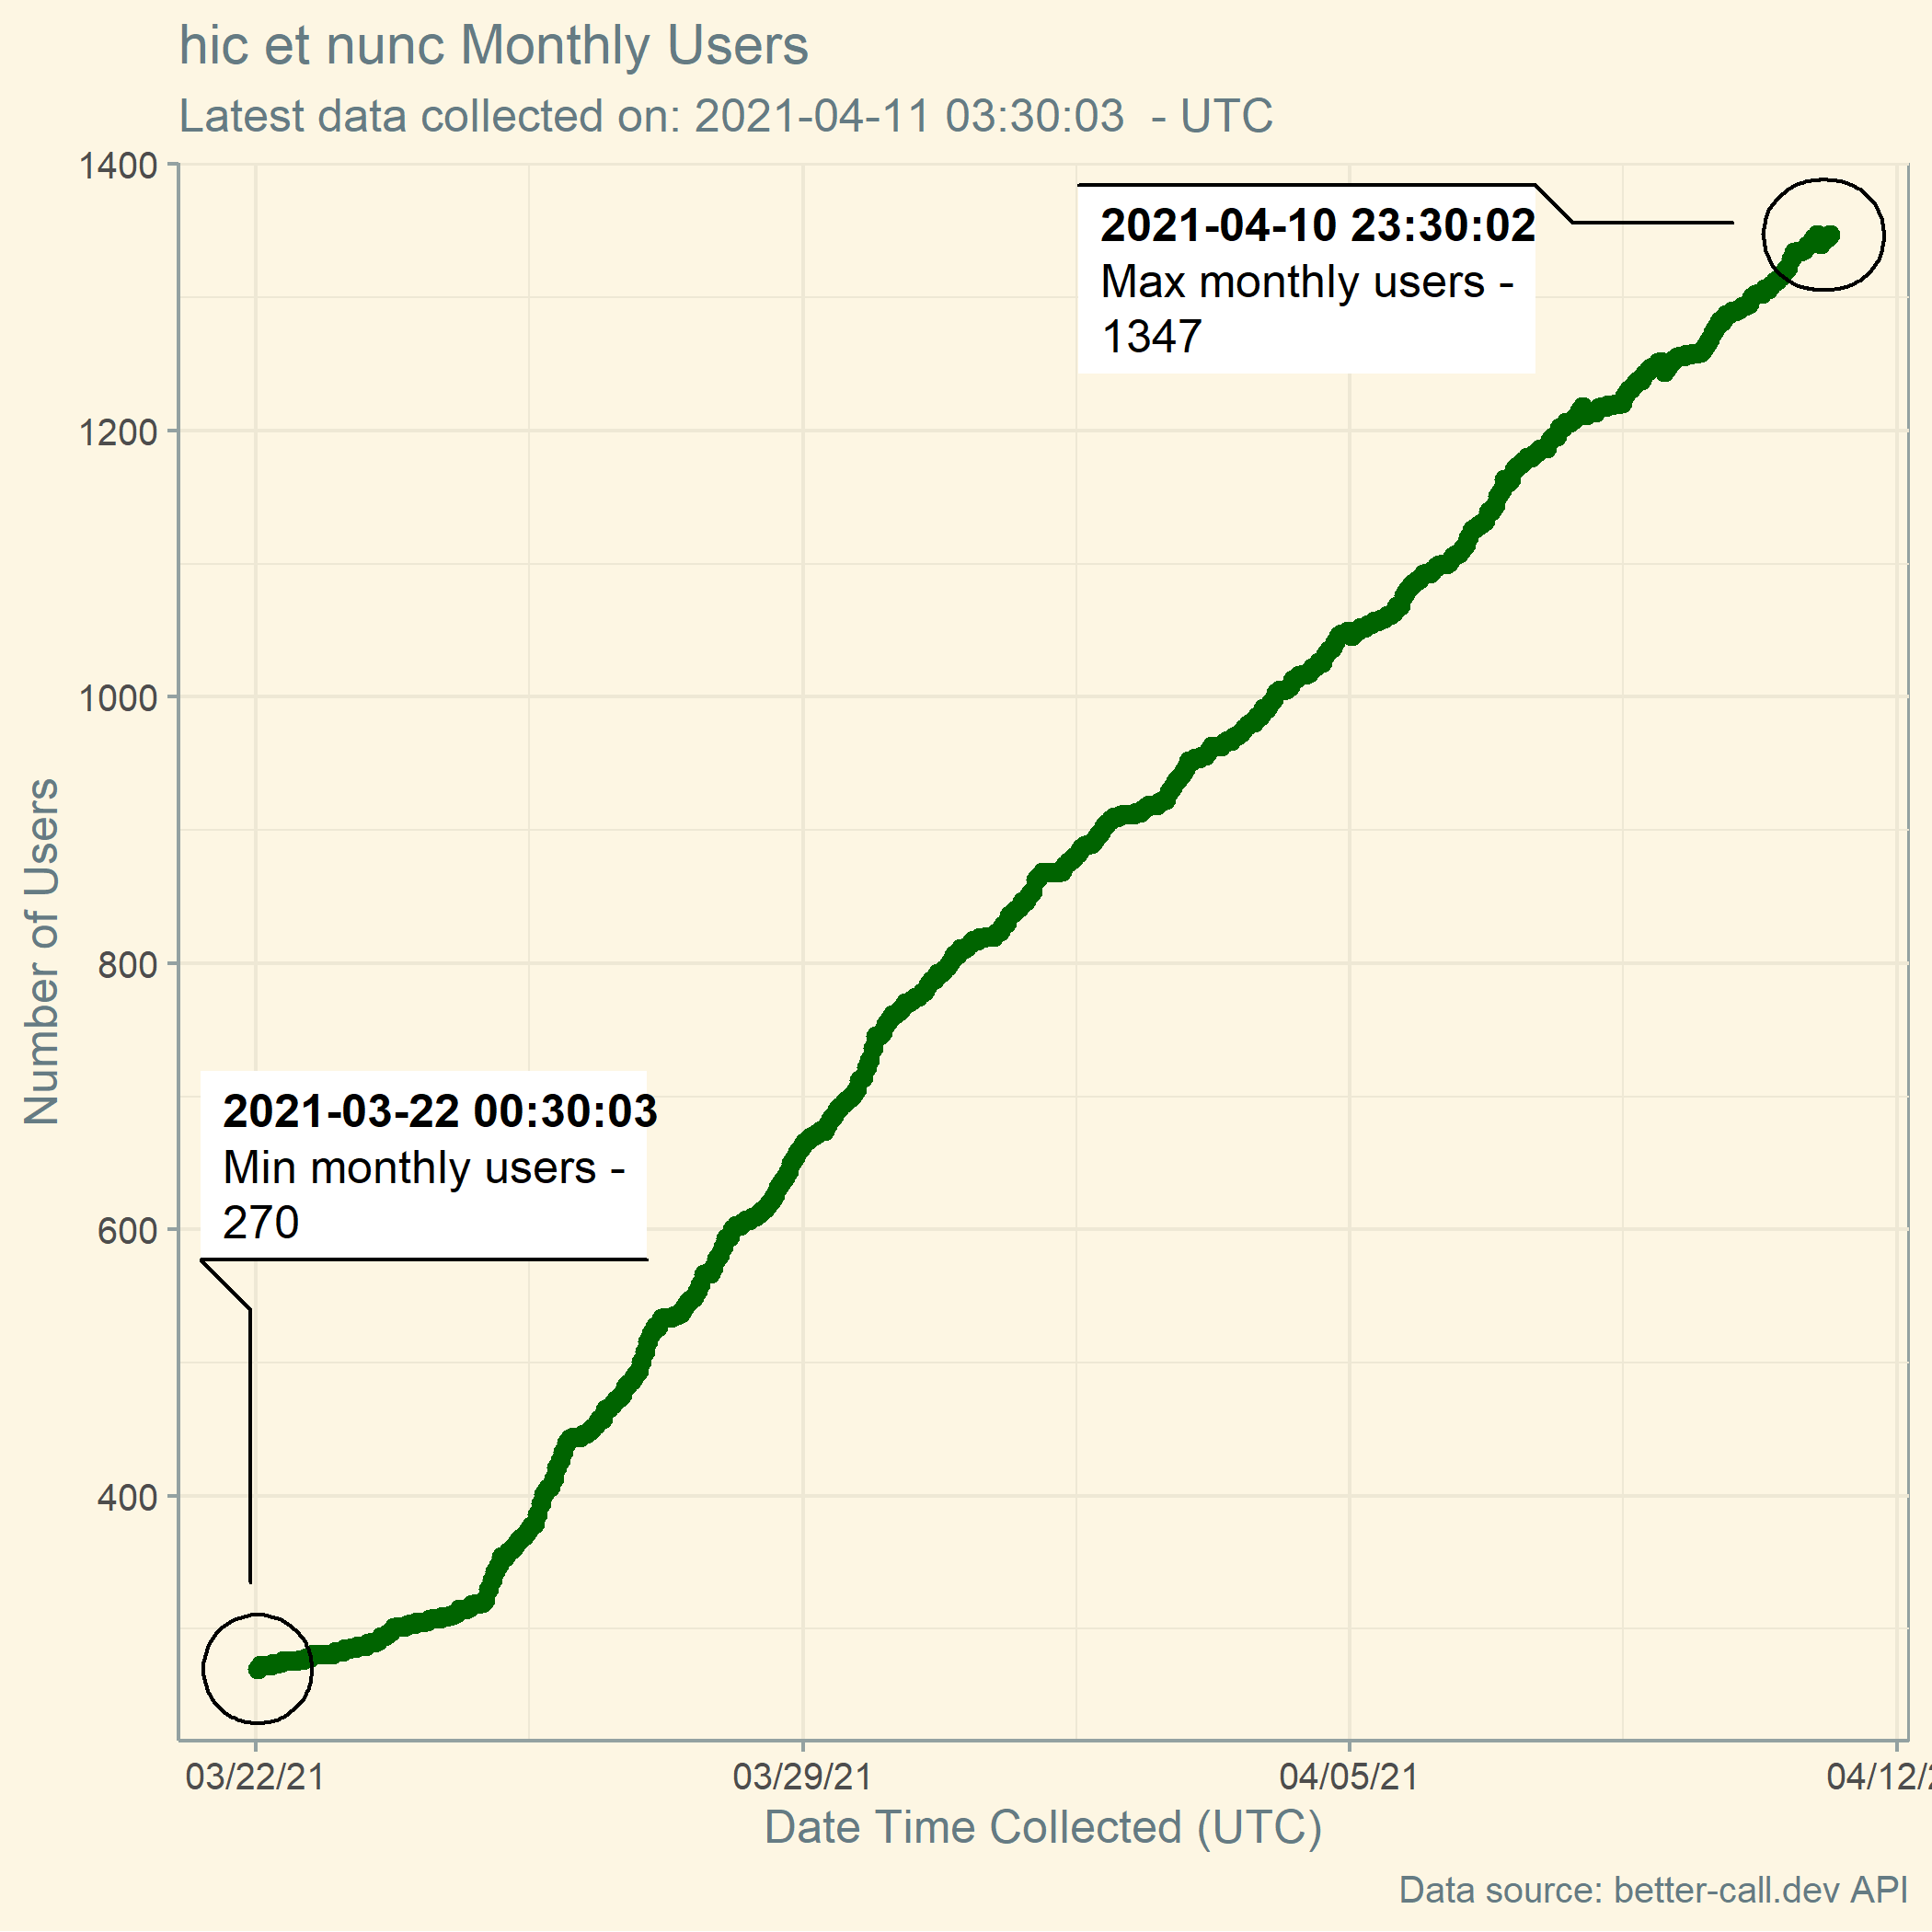 hic et nunc Monthly Users
Latest data collected on: 2021-04-11 03:30:03  - UTC
1400
1200
1000
800
600
400
Number of Users
2021-04-10 23:30:02
Max monthly users -
1347
2021-03-22 00:30:03
Min monthly users -
270
03/22/21
03/29/21
04/05/21
04/12/2
Date Time Collected (UTC)
Data source: better-call.dev API